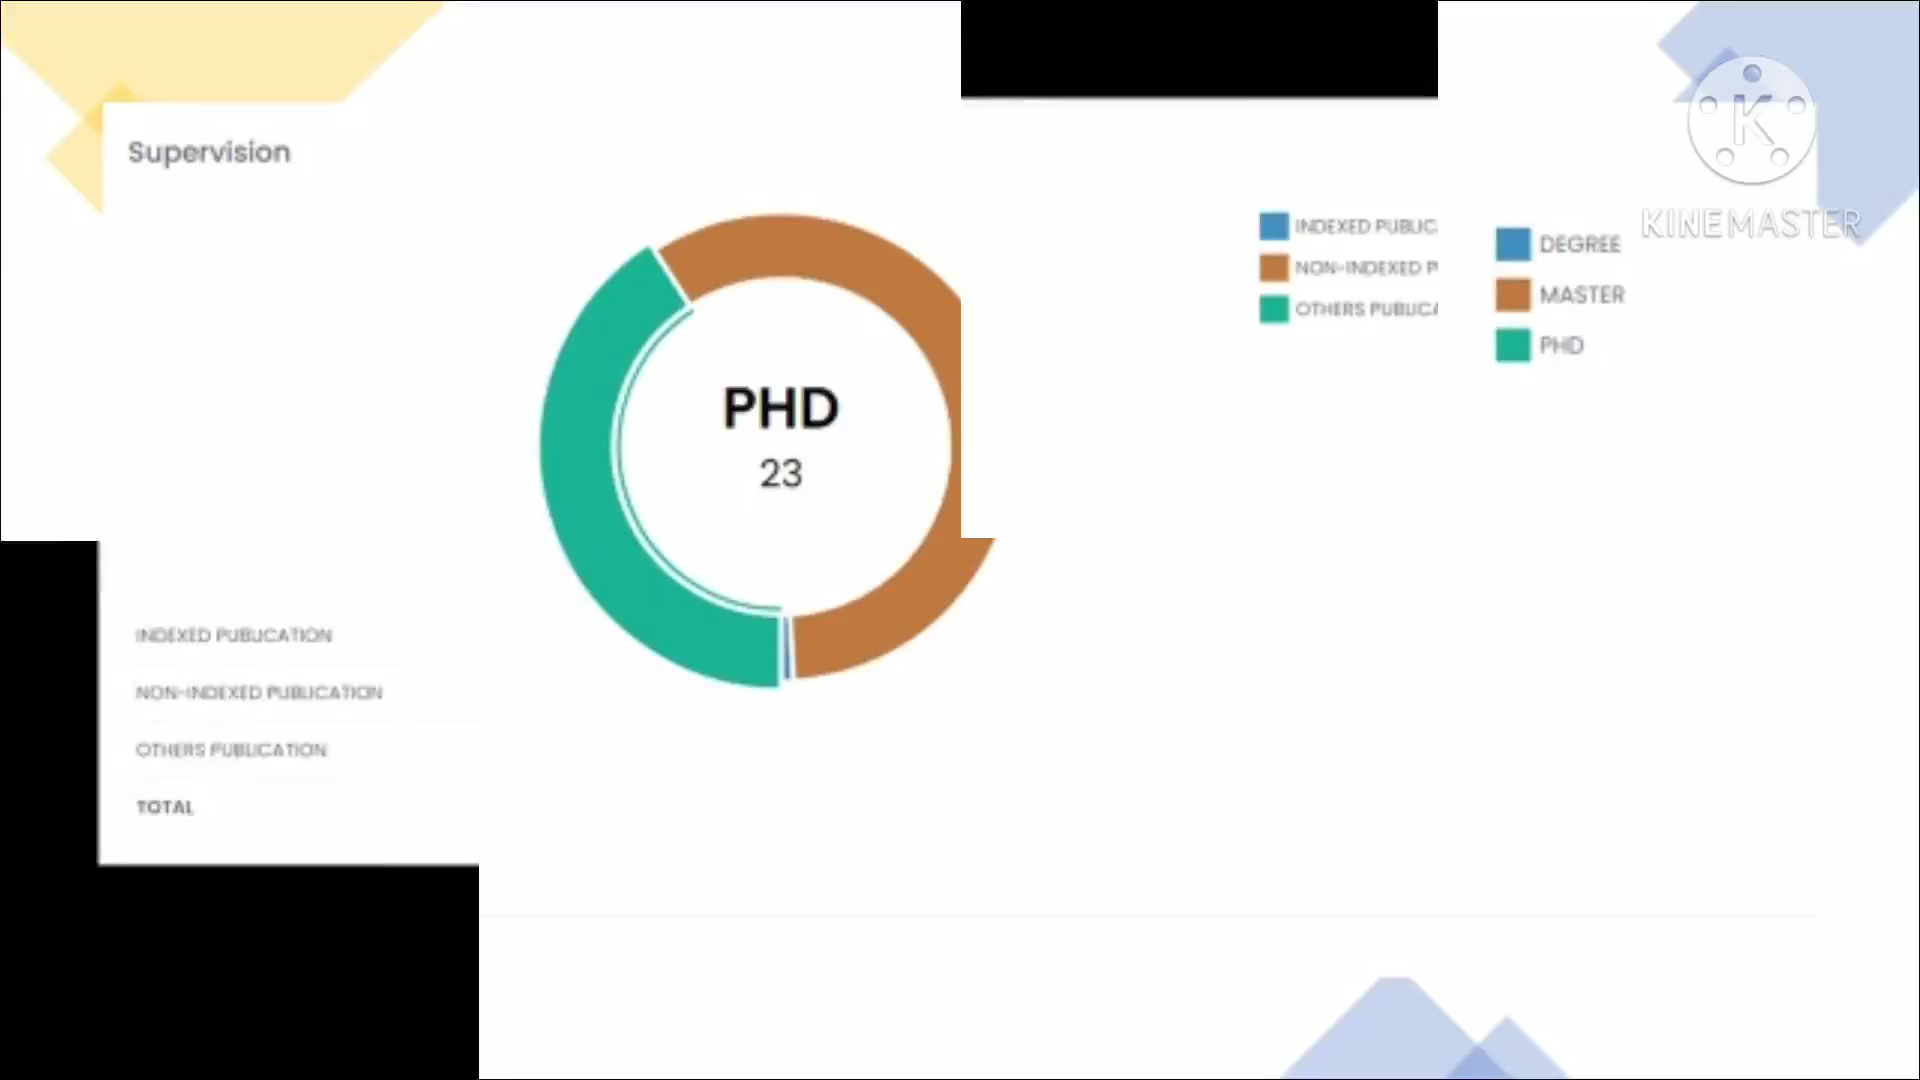 Supervision
PHD
23
INDEXED PUBLIC
NON-INDEXED P
OTHERS PUBLICA
DEGREE
MASTER
PHD
K
KINEMASTER
INDEXED PUBLICATION
NON-INDEXED PUBLICATION
OTHERS PUBLICATION
TOTAL